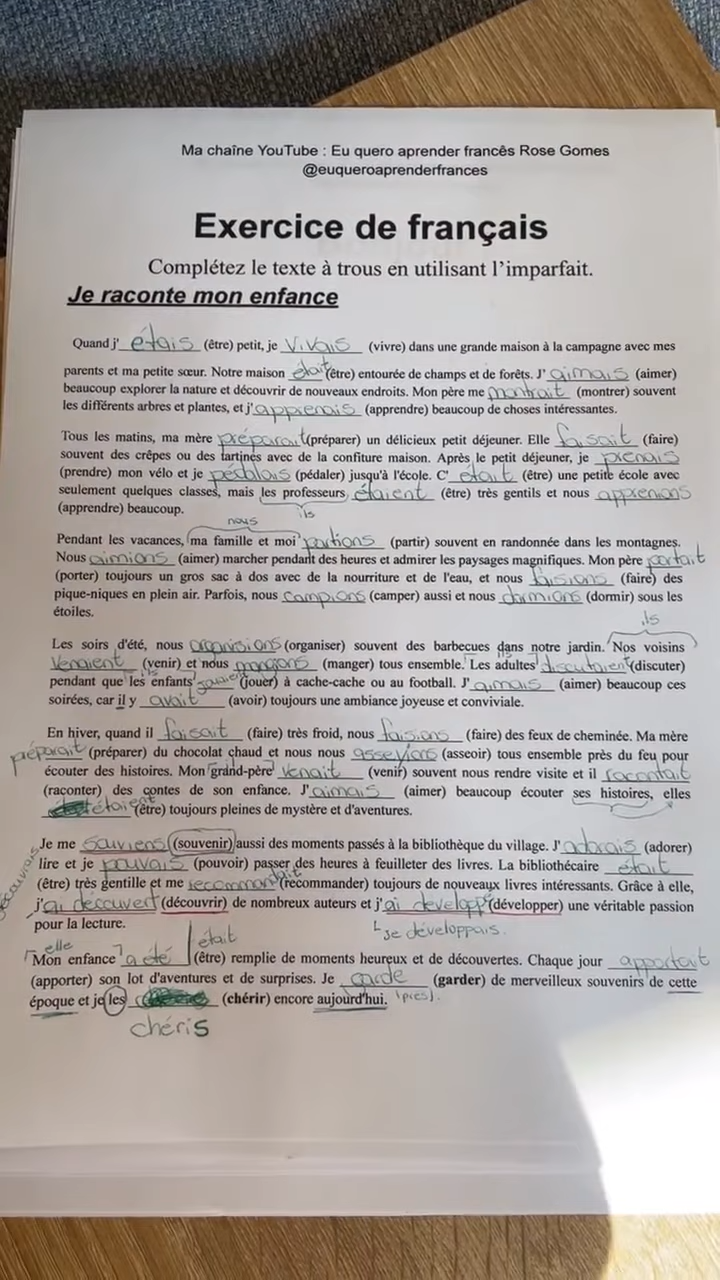 Ma chaîne YouTube : Eu quero aprender francês Rose Gomes
@euqueroaprenderfrances
Exercice de français
Complétez le texte à trous en utilisant l'imparfait.
Je raconte mon enfance
Quand j' étais (être) petit, je vivais (vivre) dans une grande maison à la campagne avec mes
parents et ma petite sœur. Notre maison était (être) entourée de champs et de forêts. J' aimais (aimer)
beaucoup explorer la nature et découvrir de nouveaux endroits. Mon père me montrait (montrer) souvent
les différents arbres et plantes, et j' apprenais (apprendre) beaucoup de choses intéressantes.
Tous les matins, ma mère préparait (préparer) un délicieux petit déjeuner. Elle faisait (faire)
souvent des crêpes ou des tartines avec de la confiture maison. Après le petit déjeuner, je prenais
(prendre) mon vélo et je pédalais (pédaler) jusqu'à l'école. C' était (être) une petite école avec
seulement quelques classes, mais les professeurs étaient (être) très gentils et nous apprenions
(apprendre) beaucoup. ils
nous
Pendant les vacances, ma famille et moi partions (partir) souvent en randonnée dans les montagnes.
Nous aimions (aimer) marcher pendant des heures et admirer les paysages magnifiques. Mon père portait
(porter) toujours un gros sac à dos avec de la nourriture et de l'eau, et nous faisions (faire) des
pique-niques en plein air. Parfois, nous campions (camper) aussi et nous dormions (dormir) sous les
étoiles.
ils
Les soirs d'été, nous organisions (organiser) souvent des barbecues dans notre jardin. Nos voisins
venaient (venir) et nous mangions (manger) tous ensemble. Les adultes discutaient (discuter)
pendant que les enfants (jouer) à cache-cache ou au football. J' aimais (aimer) beaucoup ces
soirées, car il y avait (avoir) toujours une ambiance joyeuse et conviviale.
En hiver, quand il faisait (faire) très froid, nous faisions (faire) des feux de cheminée. Ma mère
préparait (préparer) du chocolat chaud et nous nous asseyions (asseoir) tous ensemble près du feu pour
écouter des histoires. Mon grand-père venait (venir) souvent nous rendre visite et il racontait
(raconter) des contes de son enfance. J' aimais (aimer) beaucoup écouter ses histoires, elles
étaient (être) toujours pleines de mystère et d'aventures.
Je me souviens (souvenir) aussi des moments passés à la bibliothèque du village. J' adorais (adorer)
lire et je pouvais (pouvoir) passer des heures à feuilleter des livres. La bibliothécaire était
(être) très gentille et me recommandait (recommander) toujours de nouveaux livres intéressants. Grâce à elle,
j'ai découvert (découvrir) de nombreux auteurs et j' ai develop (développer) une véritable passion
pour la lecture. je développais.
elle était
Mon enfance a été (être) remplie de moments heureux et de découvertes. Chaque jour apportait
(apporter) son lot d'aventures et de surprises. Je garde (garder) de merveilleux souvenirs de cette
époque et je les (chérir) encore aujourd'hui. (prés).
chéris